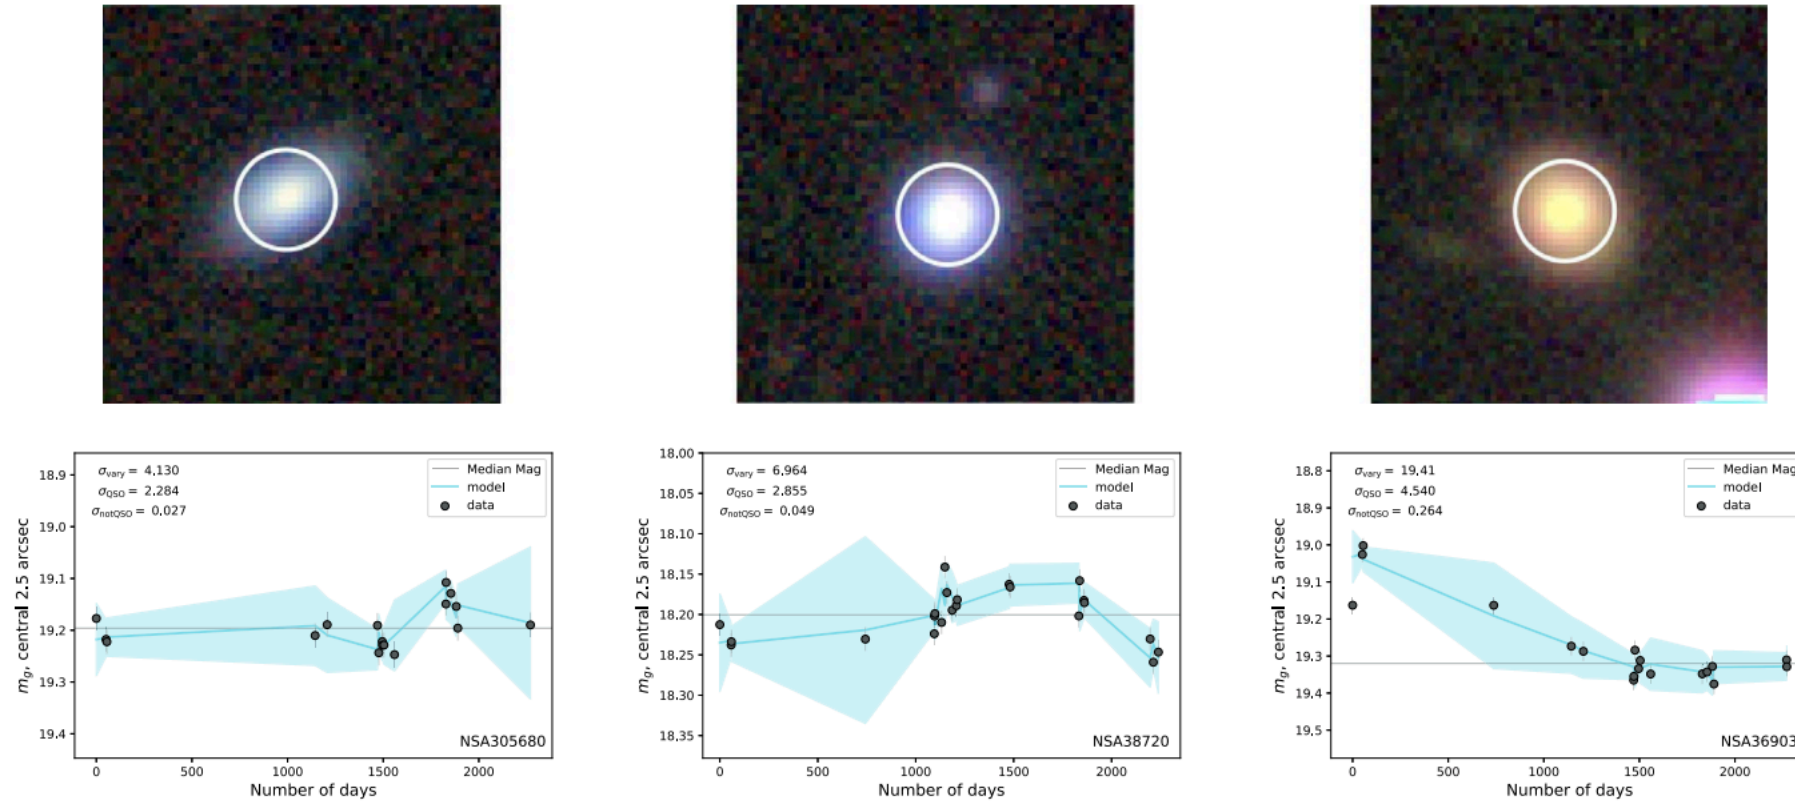 σvary = 4.130
σQSO = 2.284
σnotQSO = 0.027
Median Mag
model
data
18.9
19.0
19.1
19.2
19.3
19.4
mg, central 2.5 arcsec
0
500
1000
1500
2000
Number of days
NSA305680
σvary = 6.964
σQSO = 2.855
σnotQSO = 0.049
Median Mag
model
data
18.00
18.05
18.10
18.15
18.20
18.25
18.30
18.35
mg, central 2.5 arcsec
0
500
1000
1500
2000
Number of days
NSA38720
σvary = 19.41
σQSO = 4.540
σnotQSO = 0.264
Median Mag
model
data
18.8
18.9
19.0
19.1
19.2
19.3
19.4
19.5
mg, central 2.5 arcsec
0
500
1000
1500
2000
Number of days
NSA36903